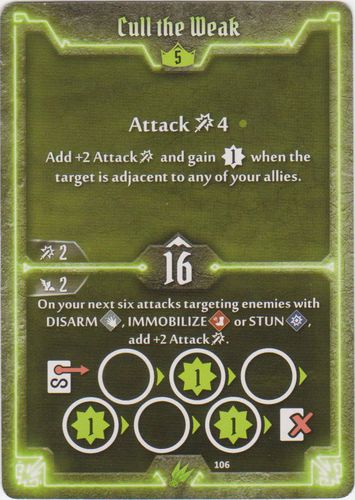 Cull the Weak
5
Attack 4
Add +2 Attack and gain 1 when the
target is adjacent to any of your allies.
2
16
2
On your next six attacks targeting enemies with
DISARM , IMMOBILIZE or STUN ,
add +2 Attack .
1
1
1
106